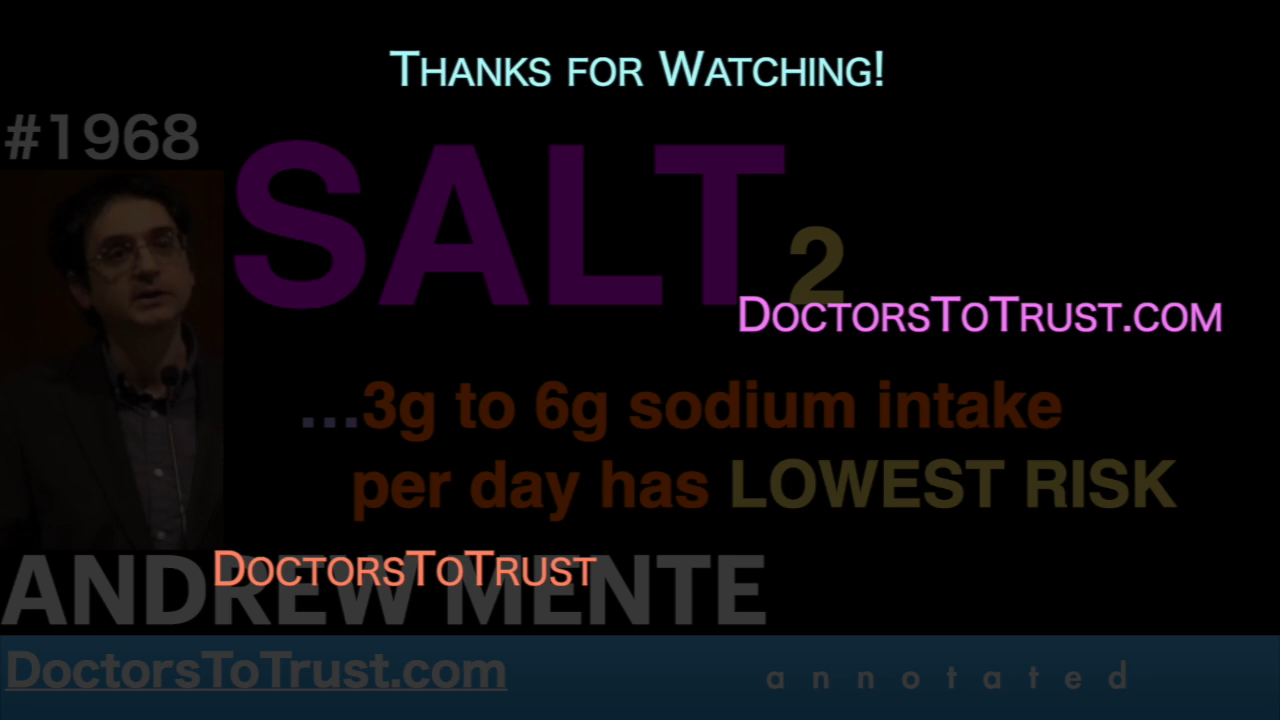 THANKS FOR WATCHING!
#1968
SALT 2
DOCTORSTOTRUST.COM
...3g to 6g sodium intake
per day has LOWEST RISK
DOCTORSTOTRUST
ANDREW MENTE
DoctorsToTrust.com
annotated